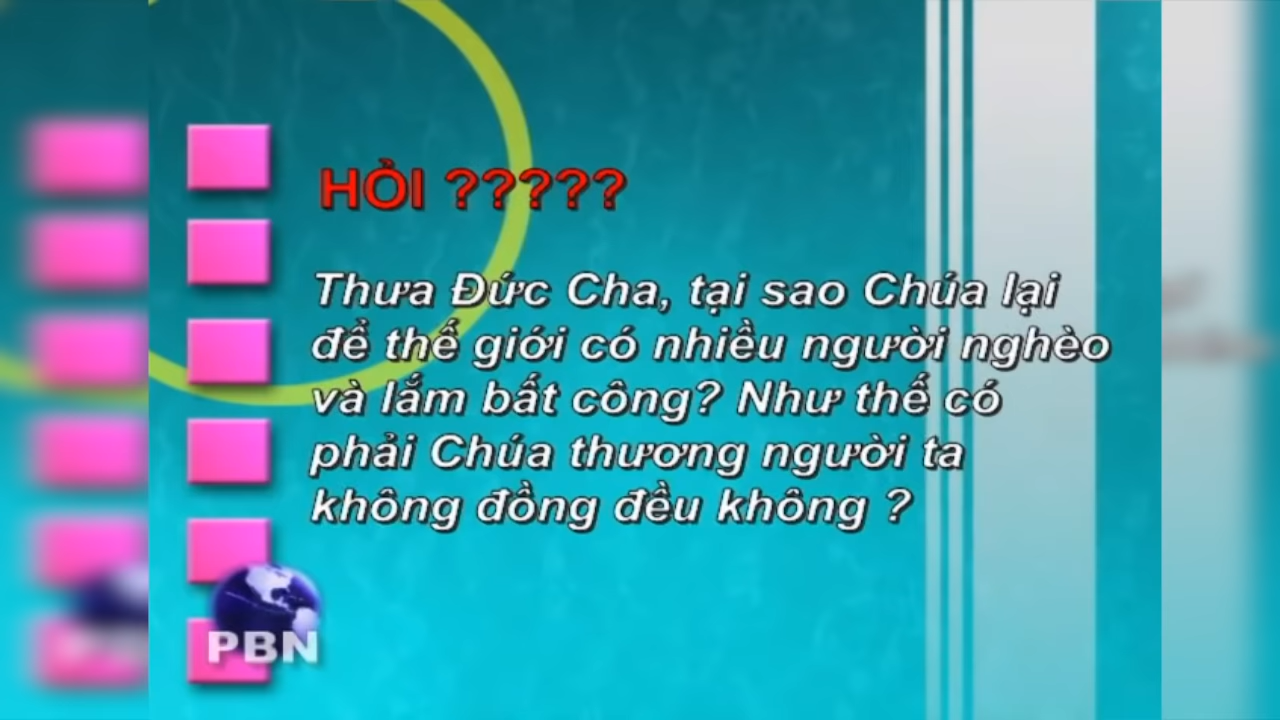 HỎI ?????
Thưa Đức Cha, tại sao Chúa lại
để thế giới có nhiều người nghèo
và lắm bất công? Như thế có
phải Chúa thương người ta
không đồng đều không ?
PBN